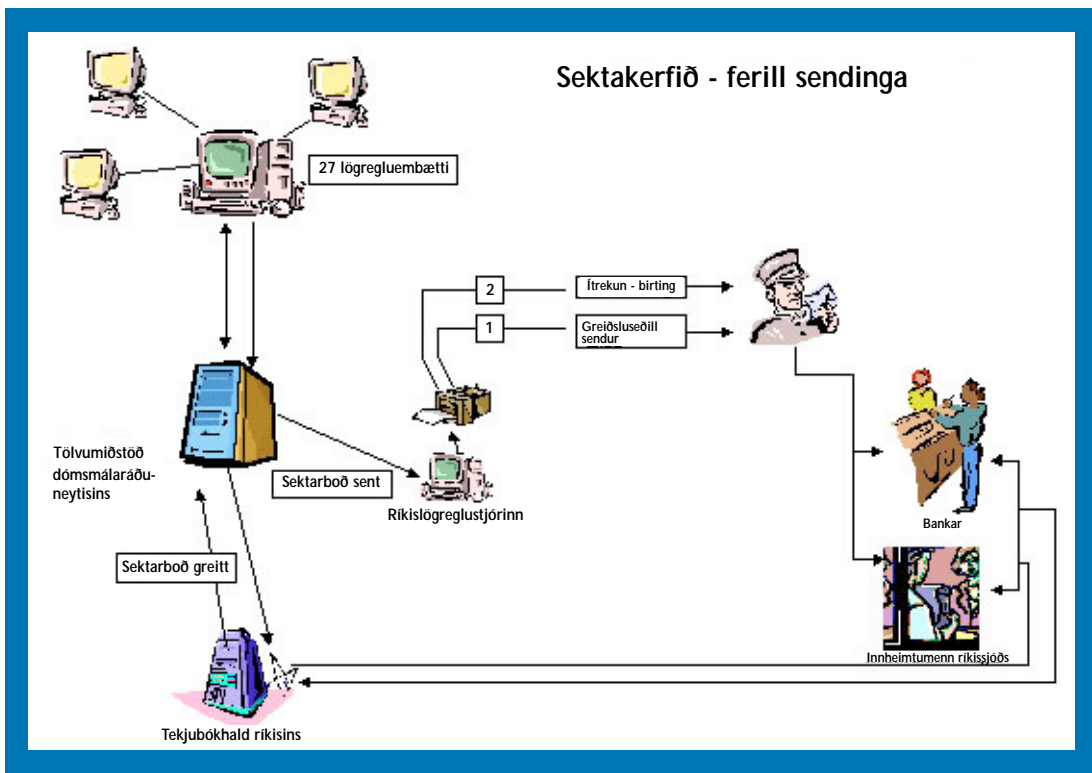 Sektakerfið - ferill sendinga
27 lögregluembætti
2
Ítrekun - birting
1
Greiðsluseðill
sendur
Tölvumiðstöð
dómsmálaráðu-
neytisins
Sektarboð sent
Ríkislögreglustjórinn
Bankar
Sektarboð greitt
Innheimtumenn ríkissjóðs
Tekjubókhald ríkisins